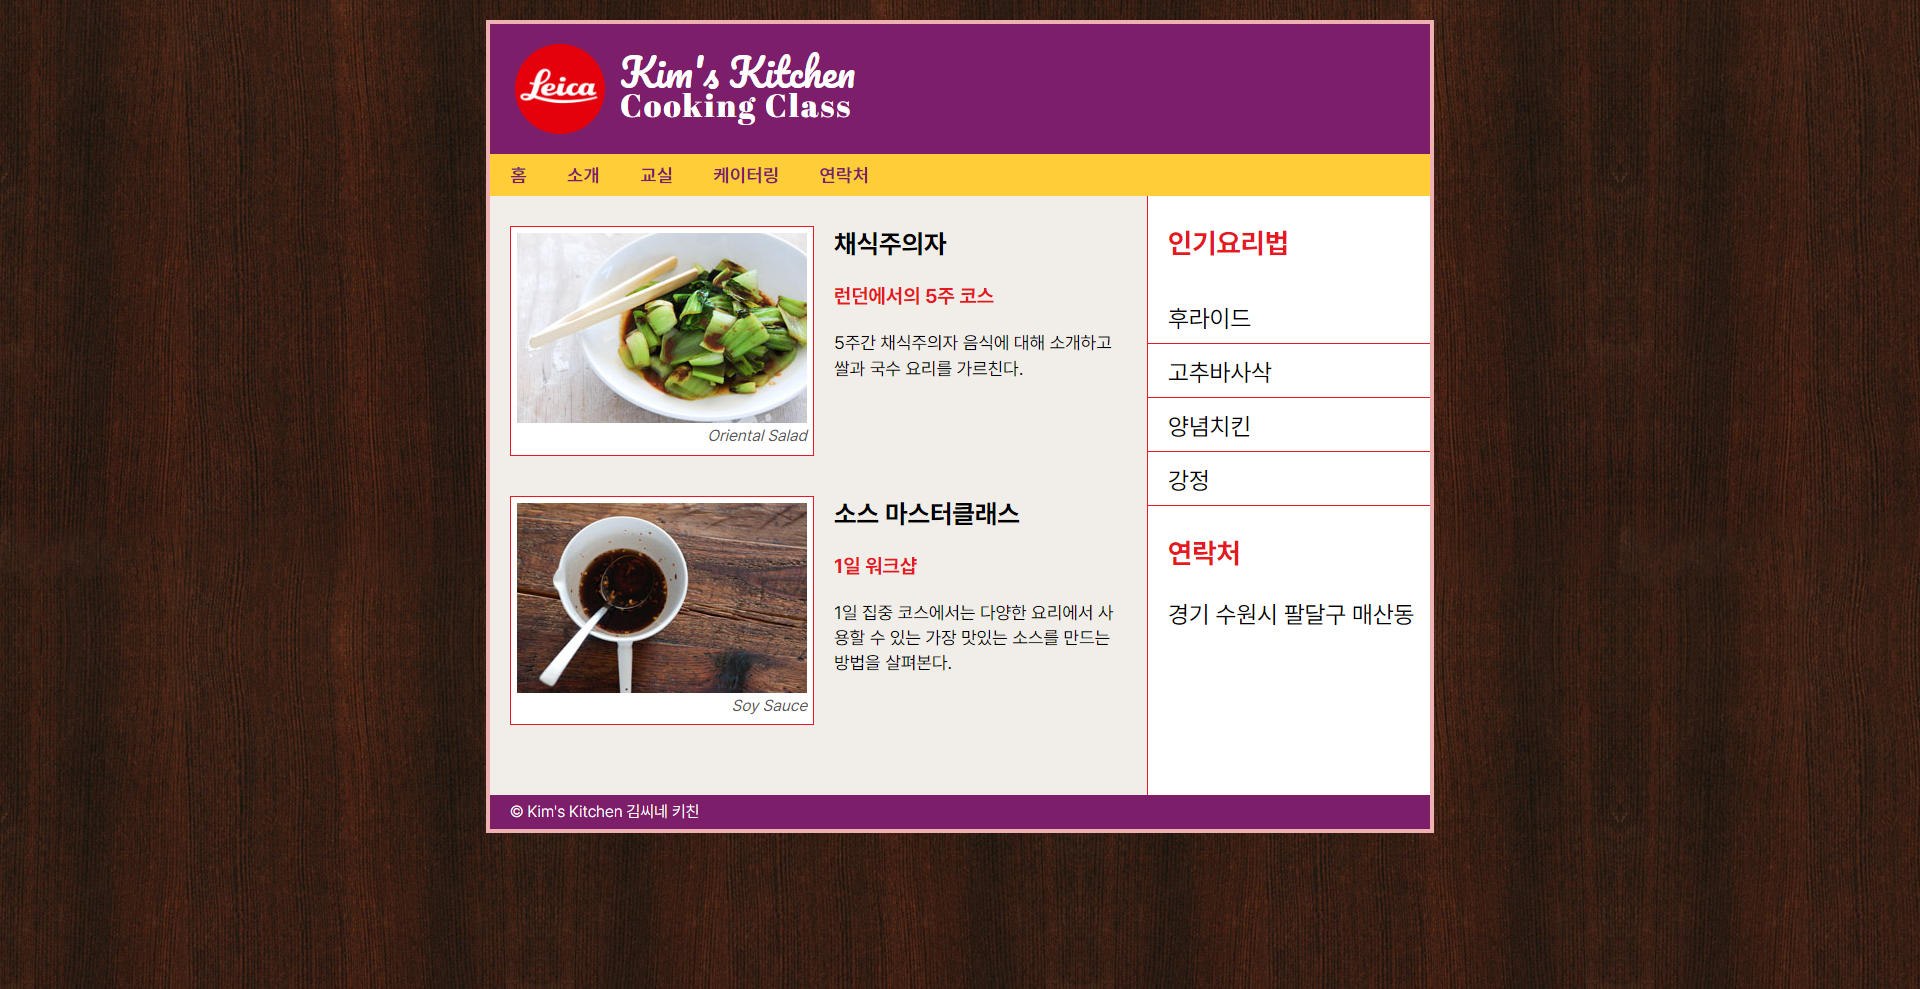 Leica
Kim's Kitchen
Cooking Class
홈 소개 교실 케이터링 연락처
Oriental Salad
채식주의자
런던에서의 5주 코스
5주간 채식주의자 음식에 대해 소개하고
쌀과 국수 요리를 가르친다.
Soy Sauce
소스 마스터클래스
1일 워크샵
1일 집중 코스에서는 다양한 요리에서 사
용할 수 있는 가장 맛있는 소스를 만드는
방법을 살펴본다.
인기요리법
후라이드
고추바사삭
양념치킨
강정
연락처
경기 수원시 팔달구 매산동
© Kim's Kitchen 김씨네 키친